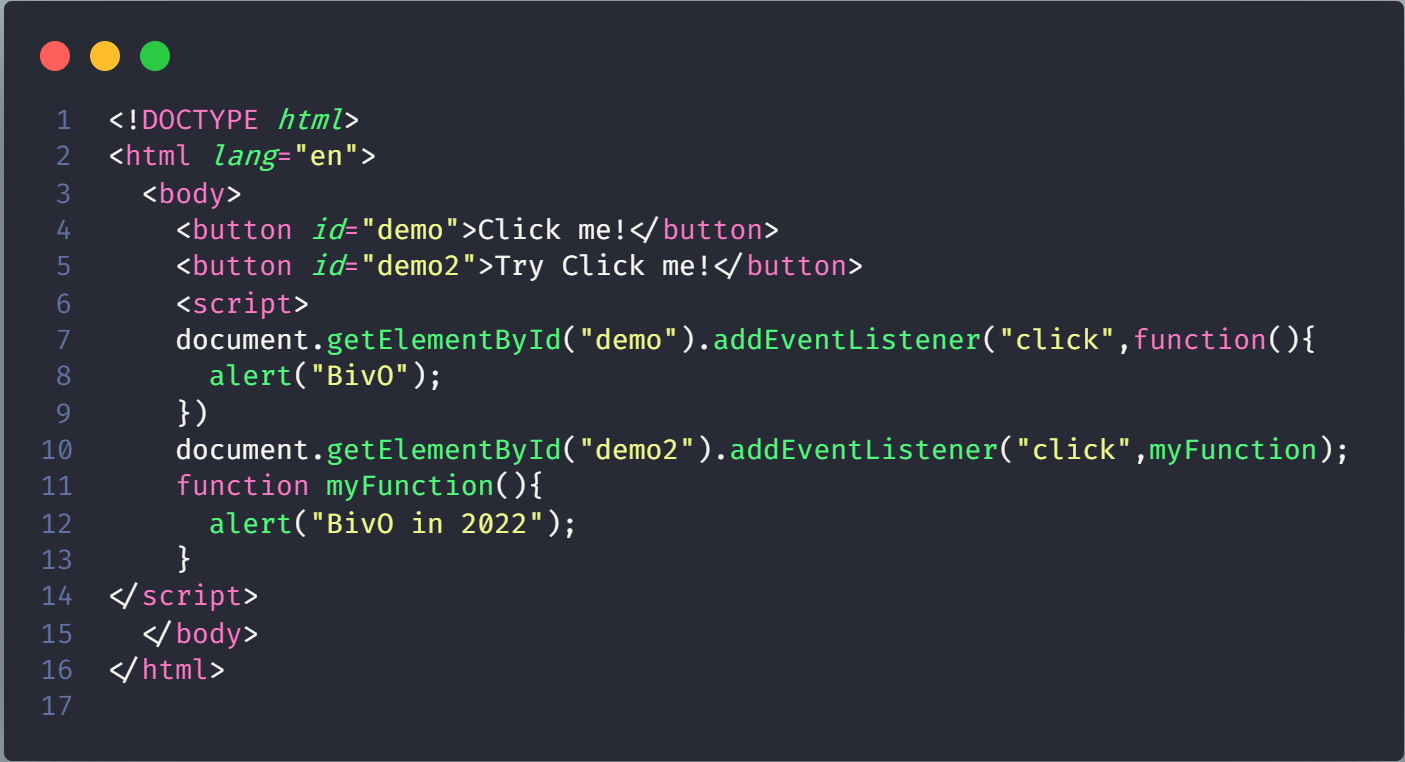 1 <!DOCTYPE html>
2 <html lang="en">
3   <body>
4     <button id="demo">Click me!</button>
5     <button id="demo2">Try Click me!</button>
6     <script>
7     document.getElementById("demo").addEventListener("click",function(){
8       alert("BivO");
9     })
10     document.getElementById("demo2").addEventListener("click",myFunction);
11     function myFunction(){
12       alert("BivO in 2022");
13     }
14 </script>
15   </body>
16 </html>
17